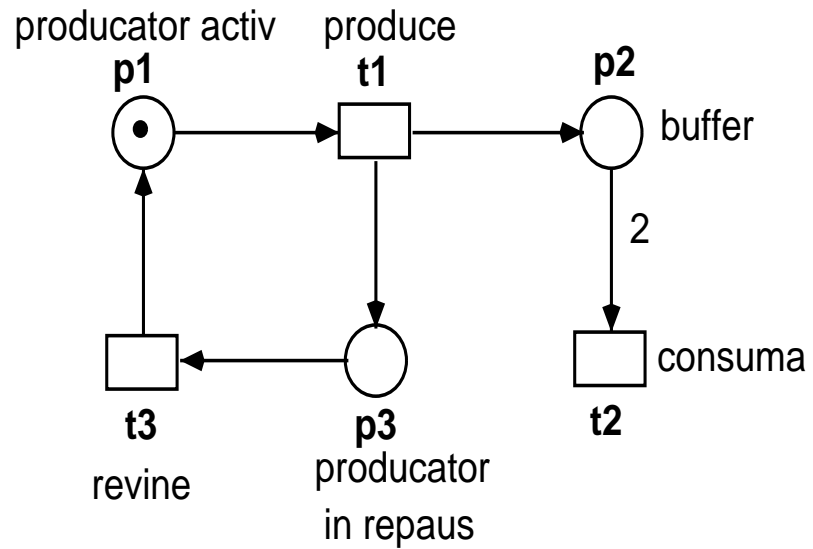 producator activ
produce
p1
t1
p2
buffer
2
consuma
t3
p3
t2
revine
producator
in repaus